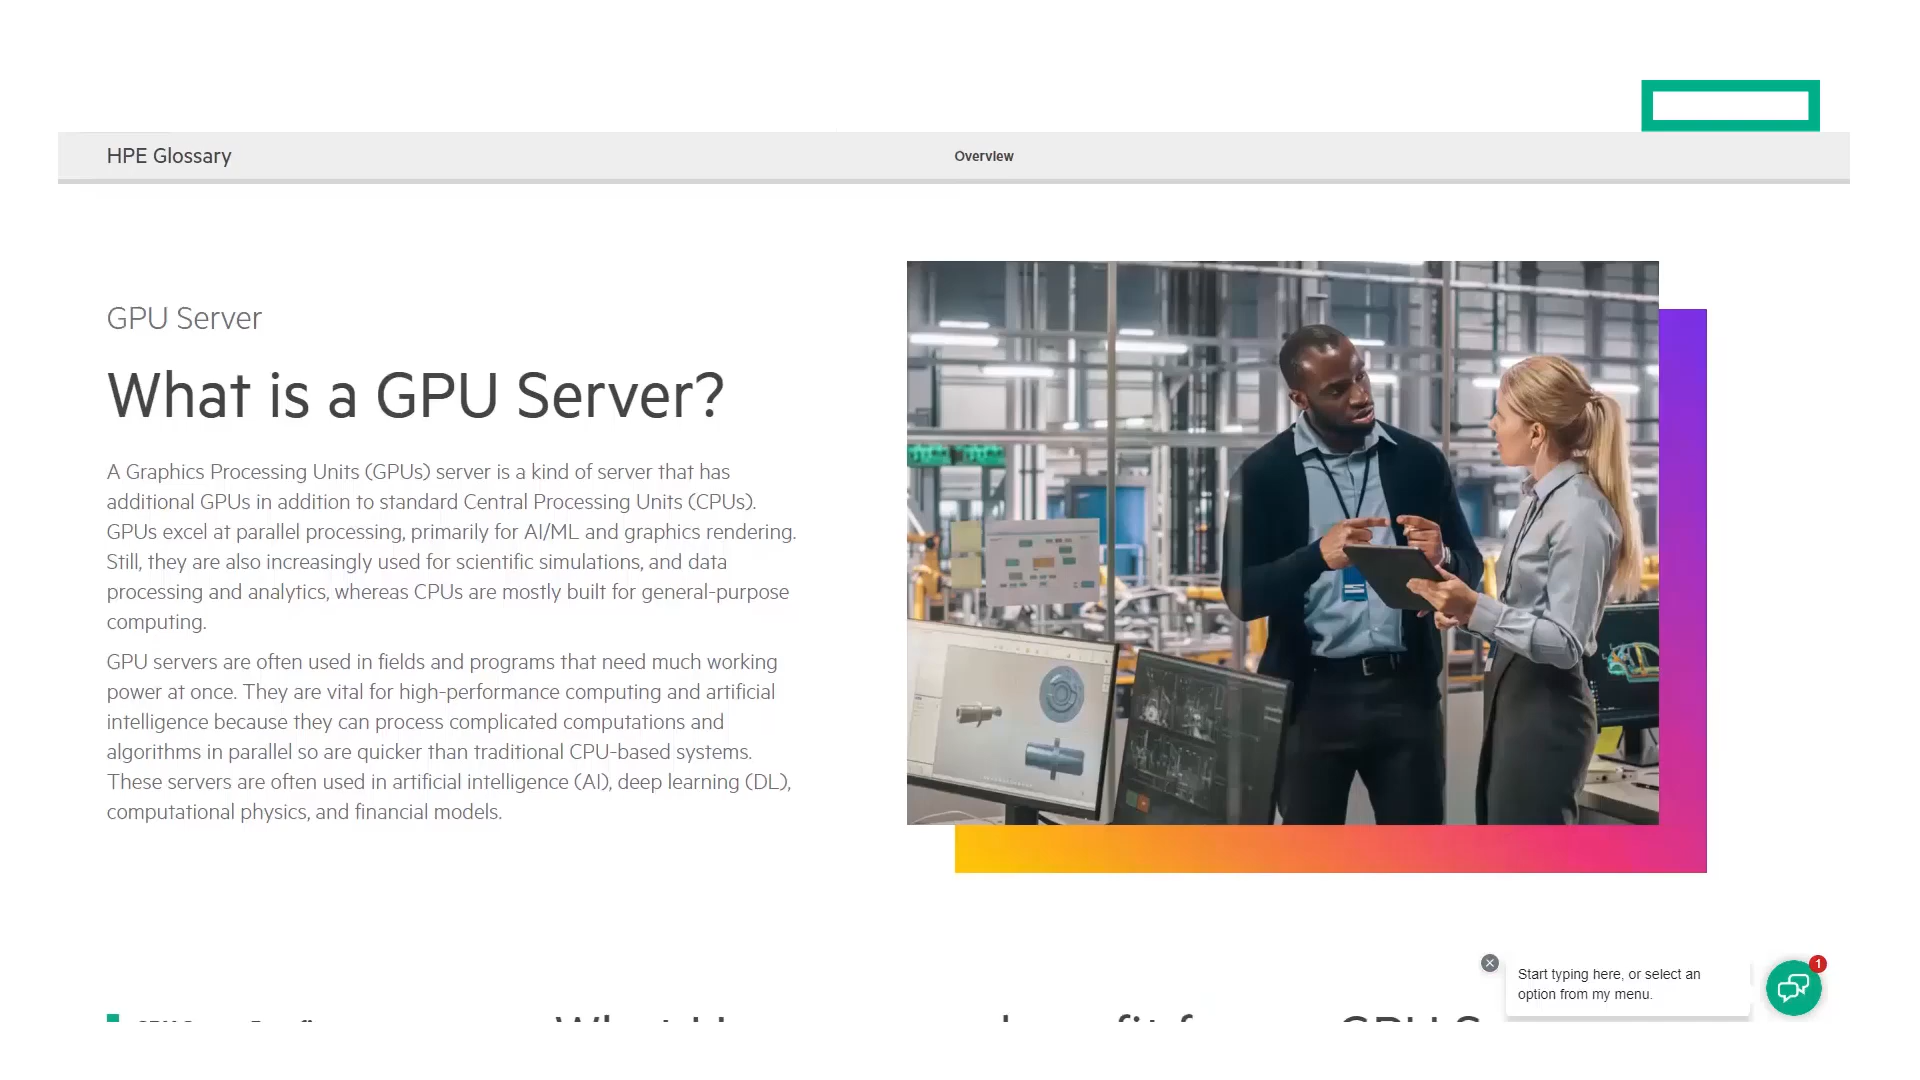 HPE Glossary
Overview
GPU Server
What is a GPU Server?
A Graphics Processing Units (GPUs) server is a kind of server that has
additional GPUs in addition to standard Central Processing Units (CPUs).
GPUs excel at parallel processing, primarily for AI/ML and graphics rendering.
Still, they are also increasingly used for scientific simulations, and data
processing and analytics, whereas CPUs are mostly built for general-purpose
computing.
GPU servers are often used in fields and programs that need much working
power at once. They are vital for high-performance computing and artificial
intelligence because they can process complicated computations and
algorithms in parallel so are quicker than traditional CPU-based systems.
These servers are often used in artificial intelligence (AI), deep learning (DL),
computational physics, and financial models.
Start typing here, or select an
option from my menu.
1